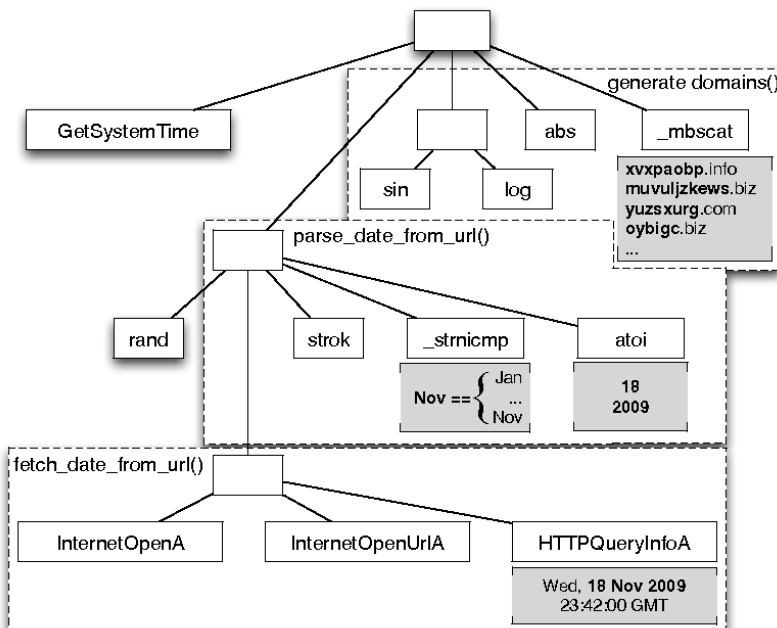 generate domains()
GetSystemTime
abs
_mbscat
sin
log
xvxpaobp.info
muvuljzkews.biz
yuzsxurg.com
oybigc.biz
...
parse_date_from_url()
rand
strok
_strnicmp
atoi
Nov == { Jan
...
Nov
18
2009
fetch_date_from_url()
InternetOpenA
InternetOpenUrlA
HTTPQueryInfoA
Wed, 18 Nov 2009
23:42:00 GMT